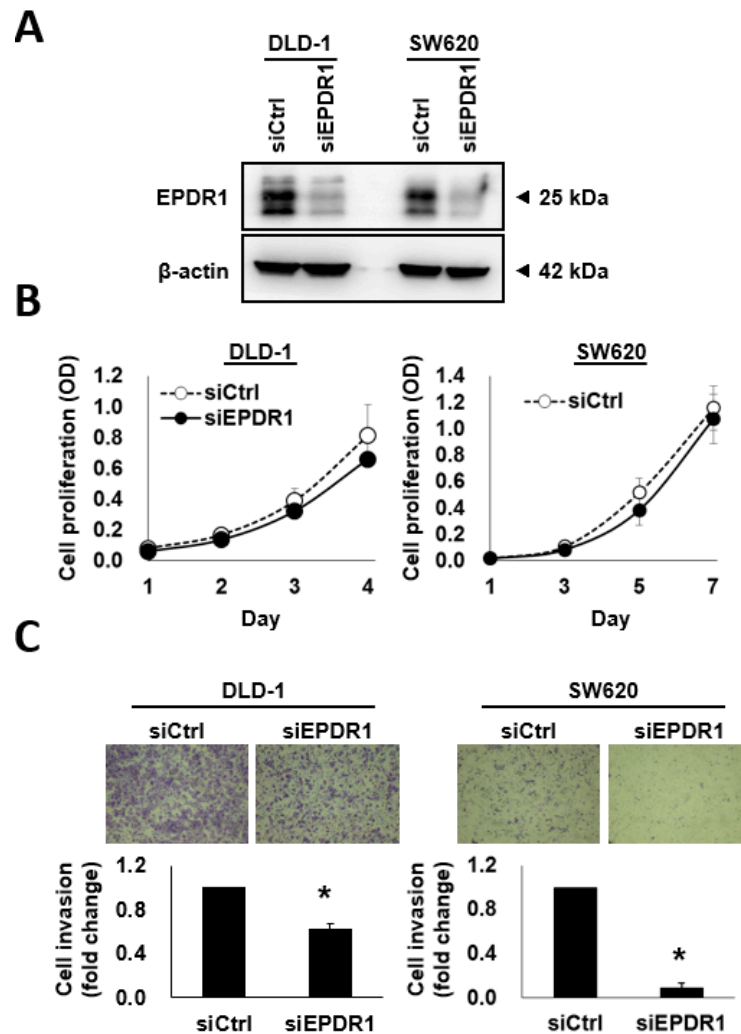 A
DLD-1 SW620
siCtrl siEPDR1 siCtrl siEPDR1
EPDR1 ◄ 25 kDa
β-actin ◄ 42 kDa
B
DLD-1
Cell proliferation (OD)
1.2
1.0
0.8
0.6
0.4
0.2
0.0
siCtrl
siEPDR1
1 2 3 4
Day
SW620
Cell proliferation (OD)
1.4
1.2
1.0
0.8
0.6
0.4
0.2
0.0
siCtrl
1 3 5 7
Day
C
DLD-1 SW620
siCtrl siEPDR1 siCtrl siEPDR1
Cell invasion
(fold change)
1.2
0.8
0.4
0.0
*
siCtrl siEPDR1
Cell invasion
(fold change)
1.2
0.8
0.4
0.0
*
siCtrl siEPDR1